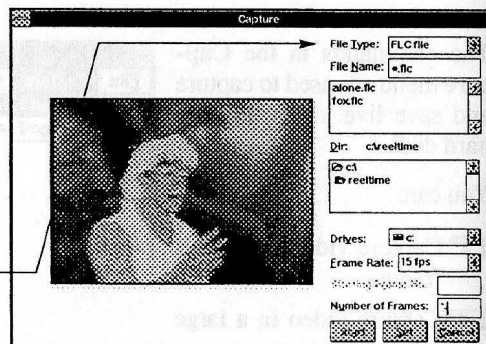 Capture
File Type: FLC file
File Name: *.flc
alone.flc
fox.flc
Dir: c:\reeltime
c:\
reeltime
Drives: c:
Frame Rate: 15 fps
Number of Frames:
Cancel